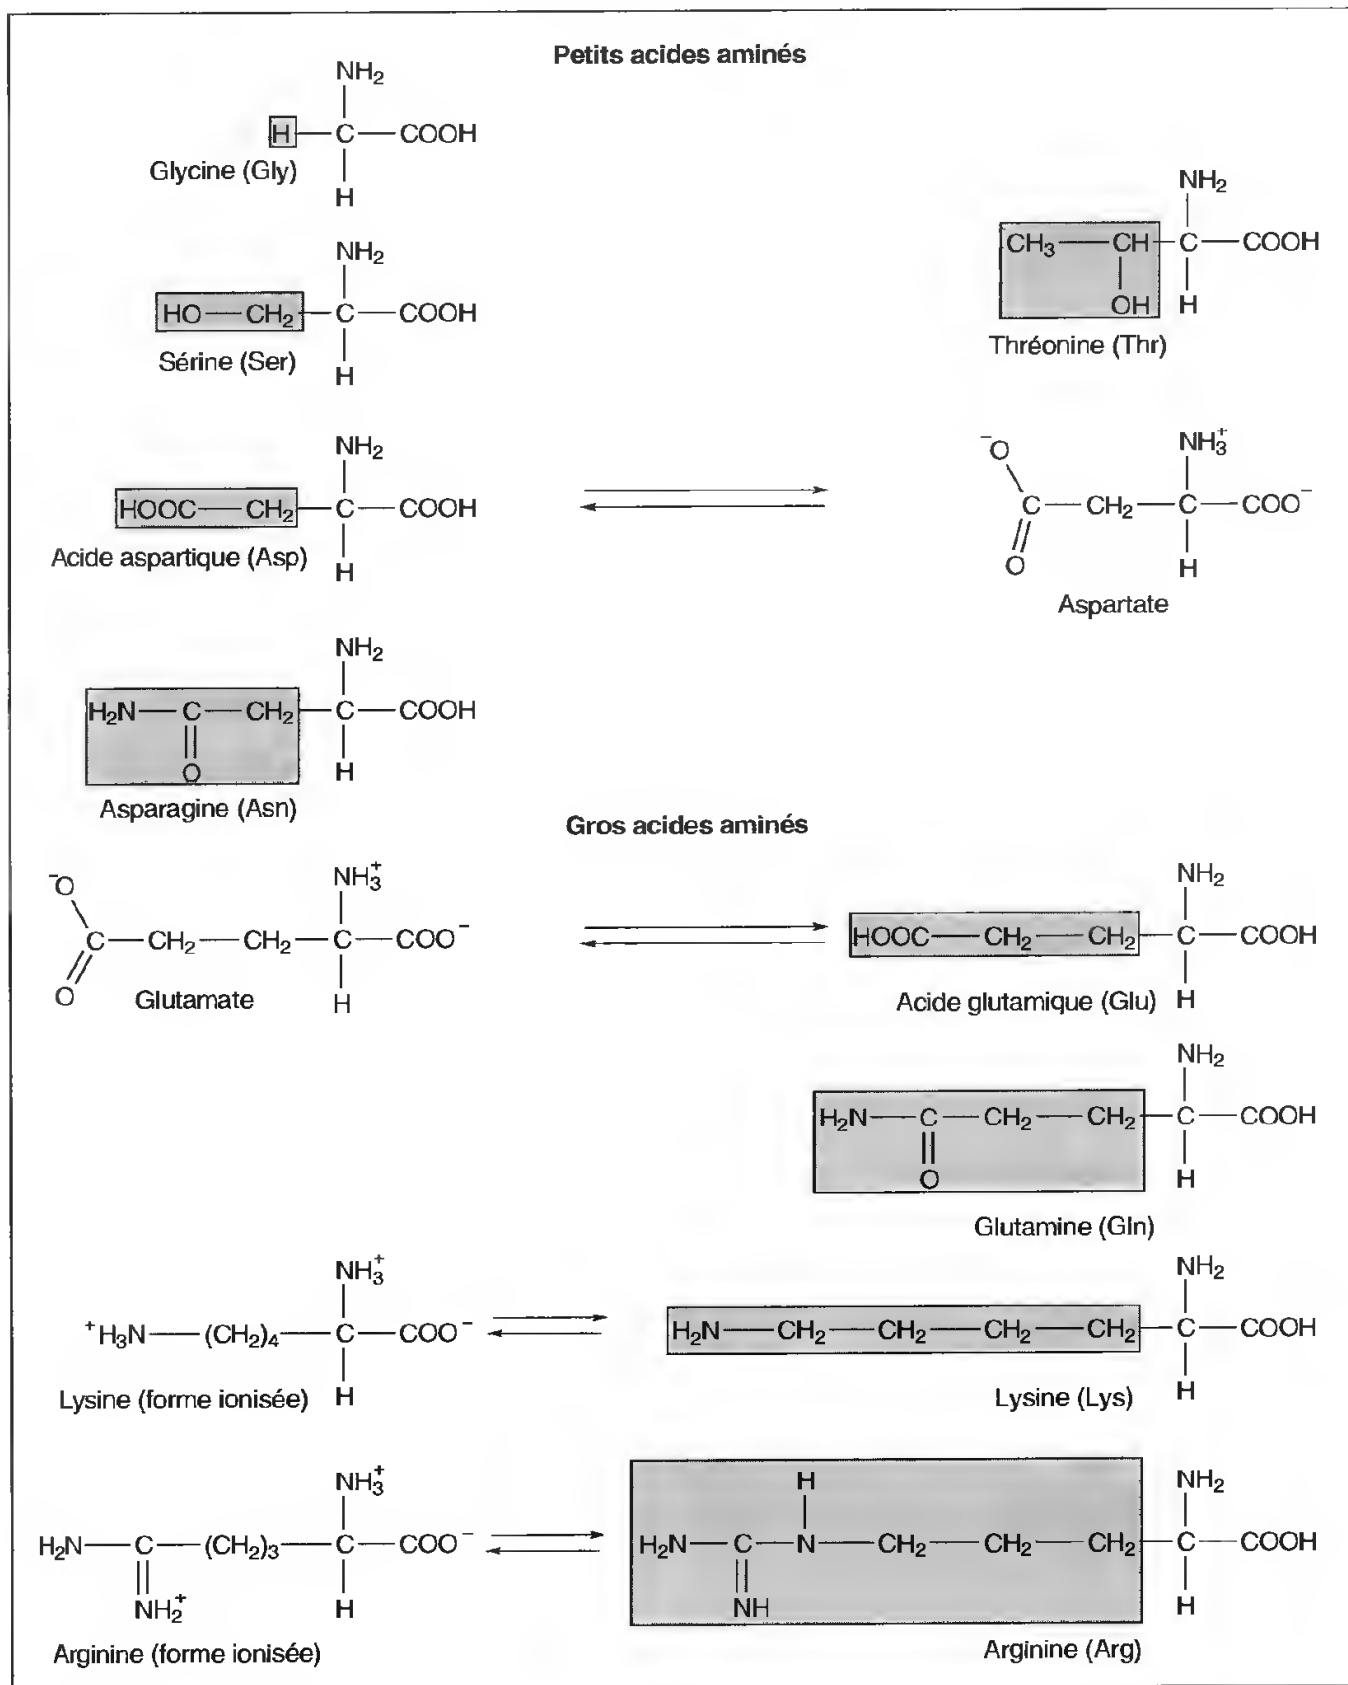 Petits acides aminés
NH₂
H—C—COOH
Glycine (Gly)
H
NH₂
CH₃—CH—C—COOH
OH H
Thréonine (Thr)
NH₂
HO—CH₂—C—COOH
Sérine (Ser)
H
NH₂
HOOC—CH₂—C—COOH
Acide aspartique (Asp)
H
⁻O NH₃⁺
C—CH₂—C—COO⁻
O H
Aspartate
NH₂
H₂N—C—CH₂—C—COOH
O H
Asparagine (Asn)
Gros acides aminés
⁻O NH₃⁺
C—CH₂—CH₂—C—COO⁻
O Glutamate H
NH₂
HOOC—CH₂—CH₂—C—COOH
Acide glutamique (Glu) H
NH₂
H₂N—C—CH₂—CH₂—C—COOH
O H
Glutamine (Gln)
NH₃⁺
⁺H₃N—(CH₂)₄—C—COO⁻
Lysine (forme ionisée) H
NH₂
H₂N—CH₂—CH₂—CH₂—CH₂—C—COOH
Lysine (Lys) H
NH₃⁺
H₂N—C—(CH₂)₃—C—COO⁻
NH₂⁺ H
Arginine (forme ionisée)
H NH₂
H₂N—C—N—CH₂—CH₂—CH₂—C—COOH
NH H
Arginine (Arg)